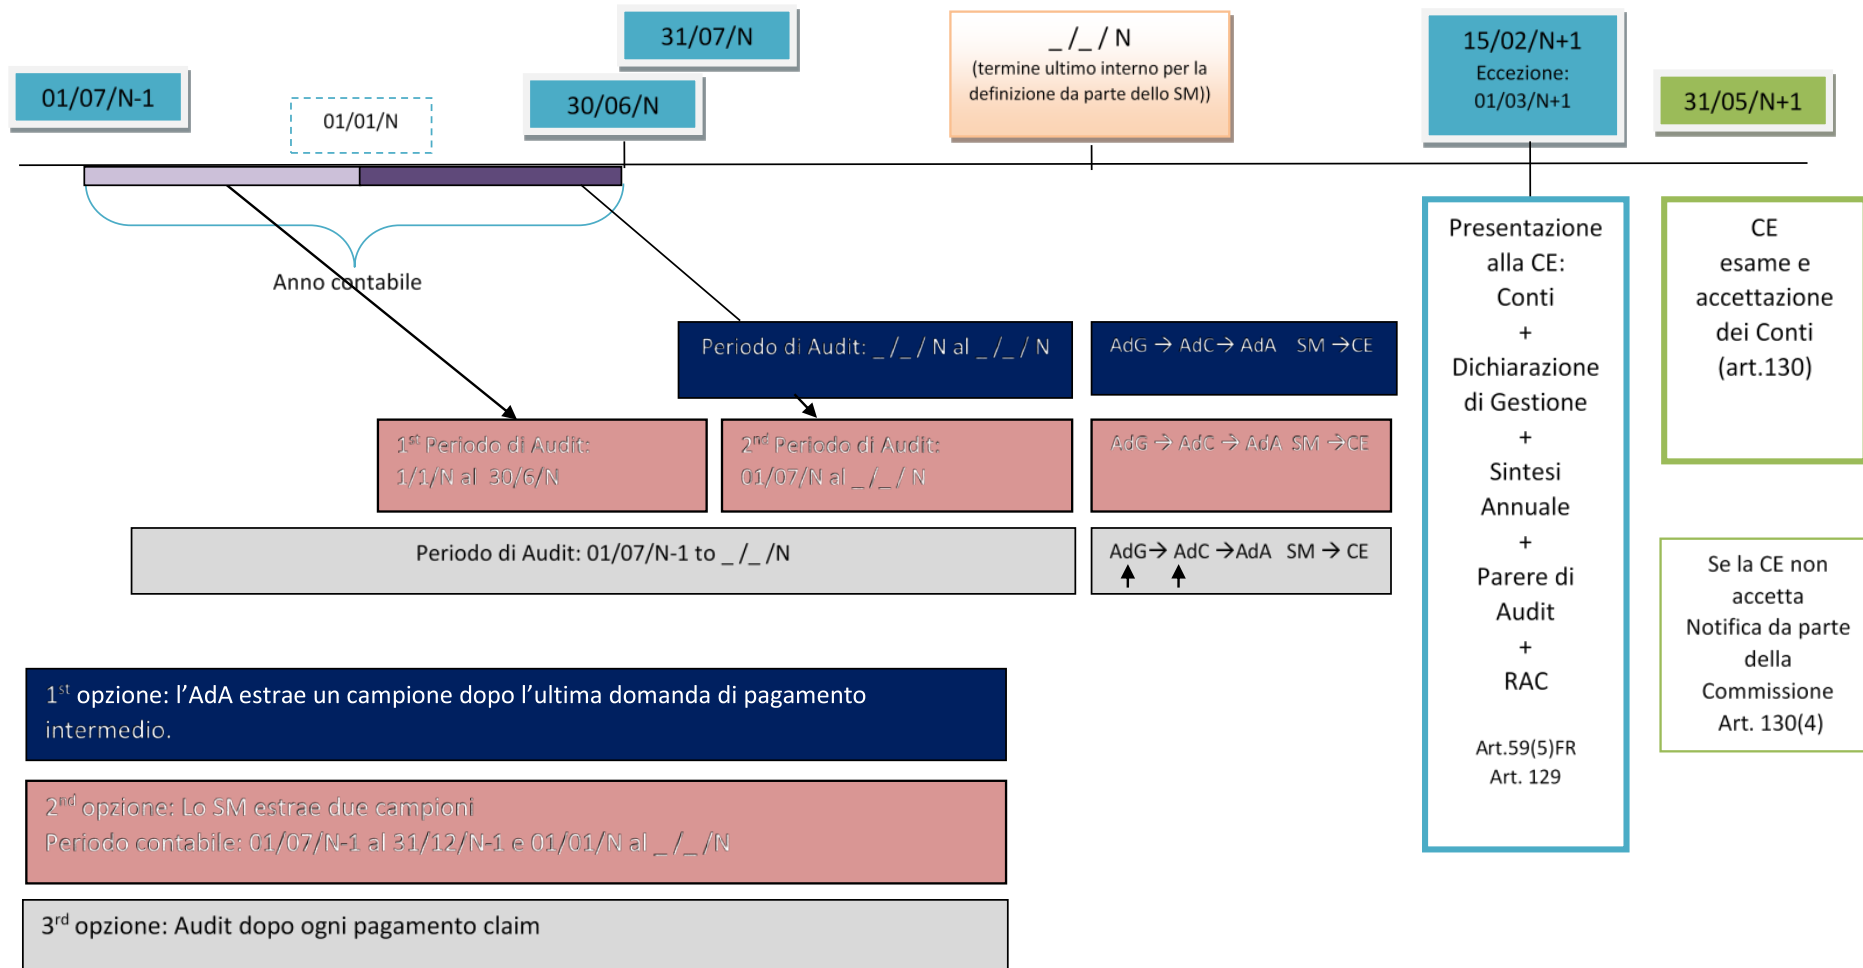 01/07/N-1
01/01/N
31/07/N
30/06/N
_ /_ / N
(termine ultimo interno per la
definizione da parte dello SM))
15/02/N+1
Eccezione:
01/03/N+1
31/05/N+1
Anno contabile
Periodo di Audit: _ /_ / N al _ /_ / N
AdG → AdC → AdA SM →CE
1st Periodo di Audit:
1/1/N al 30/6/N
2nd Periodo di Audit:
01/07/N al _ /_ / N
AdG → AdC → AdA SM →CE
Periodo di Audit: 01/07/N-1 to _ /_ /N
AdG→ AdC →AdA SM → CE
Presentazione
alla CE:
Conti
+
Dichiarazione
di Gestione
+
Sintesi
Annuale
+
Parere di
Audit
+
RAC
Art.59(5)FR
Art. 129
CE
esame e
accettazione
dei Conti
(art.130)
Se la CE non
accetta
Notifica da parte
della
Commissione
Art. 130(4)
1st opzione: l’AdA estrae un campione dopo l’ultima domanda di pagamento
intermedio.
2nd opzione: Lo SM estrae due campioni
Periodo contabile: 01/07/N-1 al 31/12/N-1 e 01/01/N al _ /_ /N
3rd opzione: Audit dopo ogni pagamento claim